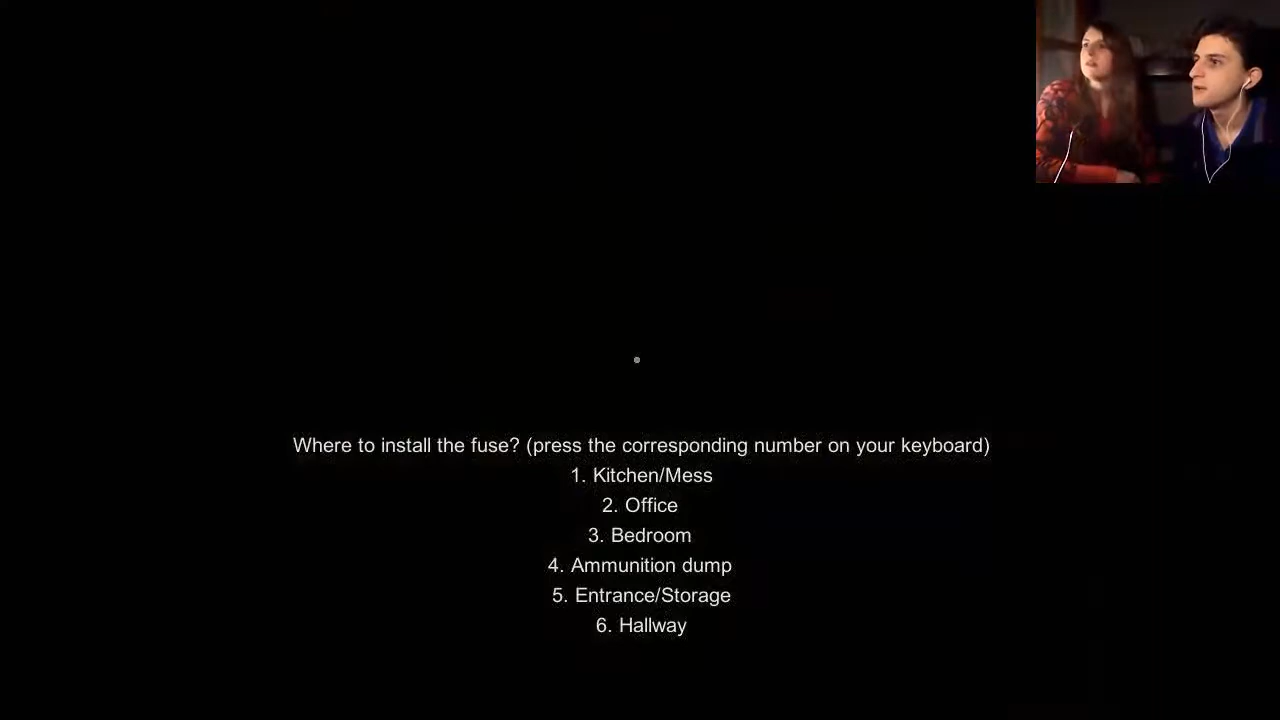 Where to install the fuse? (press the corresponding number on your keyboard)
1. Kitchen/Mess
2. Office
3. Bedroom
4. Ammunition dump
5. Entrance/Storage
6. Hallway